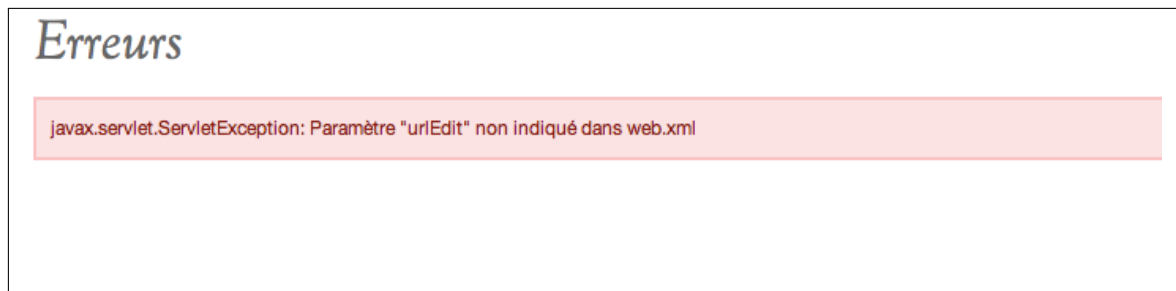 Erreurs
javax.servlet.ServletException: Paramètre "urlEdit" non indiqué dans web.xml